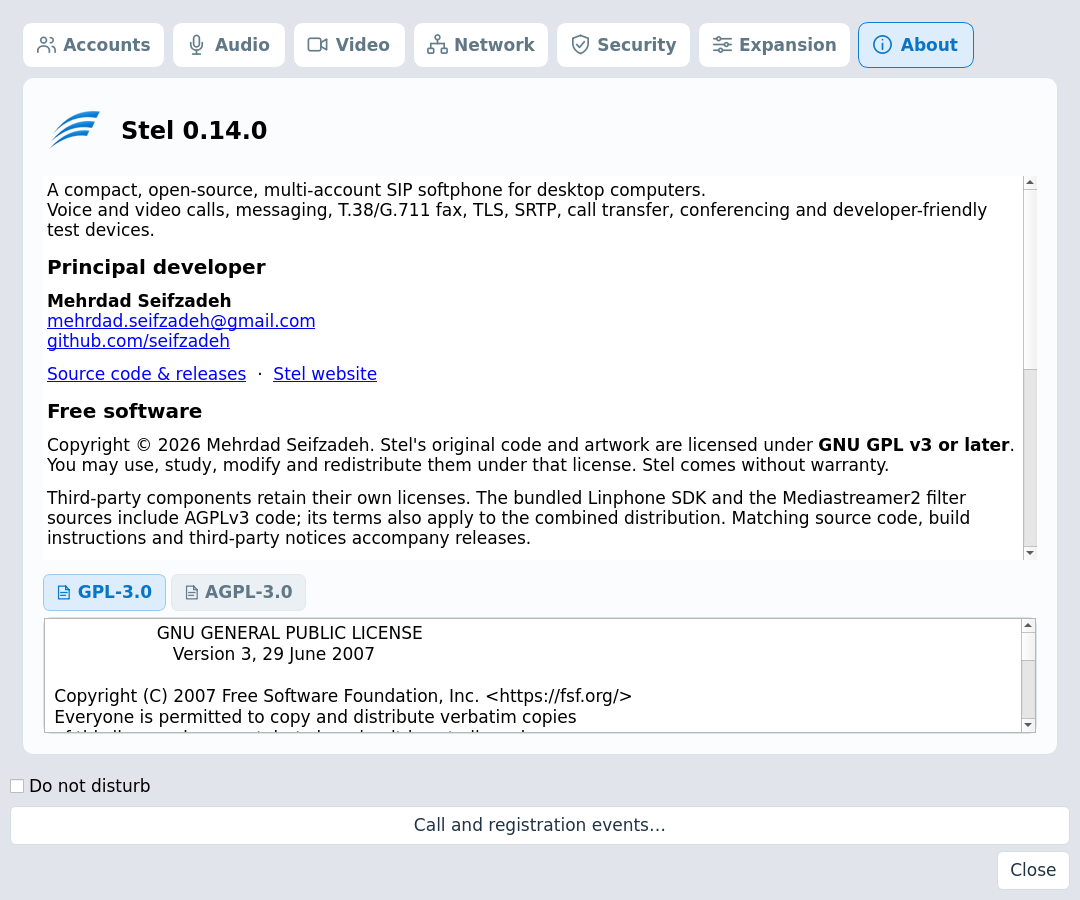 Accounts
Audio
Video
Network
Security
Expansion
About
Stel 0.14.0
A compact, open-source, multi-account SIP softphone for desktop computers.
Voice and video calls, messaging, T.38/G.711 fax, TLS, SRTP, call transfer, conferencing and developer-friendly
test devices.
Principal developer
Mehrdad Seifzadeh
mehrdad.seifzadeh@gmail.com
github.com/seifzadeh
Source code & releases · Stel website
Free software
Copyright © 2026 Mehrdad Seifzadeh. Stel's original code and artwork are licensed under GNU GPL v3 or later.
You may use, study, modify and redistribute them under that license. Stel comes without warranty.
Third-party components retain their own licenses. The bundled Linphone SDK and the Mediastreamer2 filter
sources include AGPLv3 code; its terms also apply to the combined distribution. Matching source code, build
instructions and third-party notices accompany releases.
GPL-3.0
AGPL-3.0
GNU GENERAL PUBLIC LICENSE
Version 3, 29 June 2007
Copyright (C) 2007 Free Software Foundation, Inc. <https://fsf.org/>
Everyone is permitted to copy and distribute verbatim copies
Do not disturb
Call and registration events...
Close